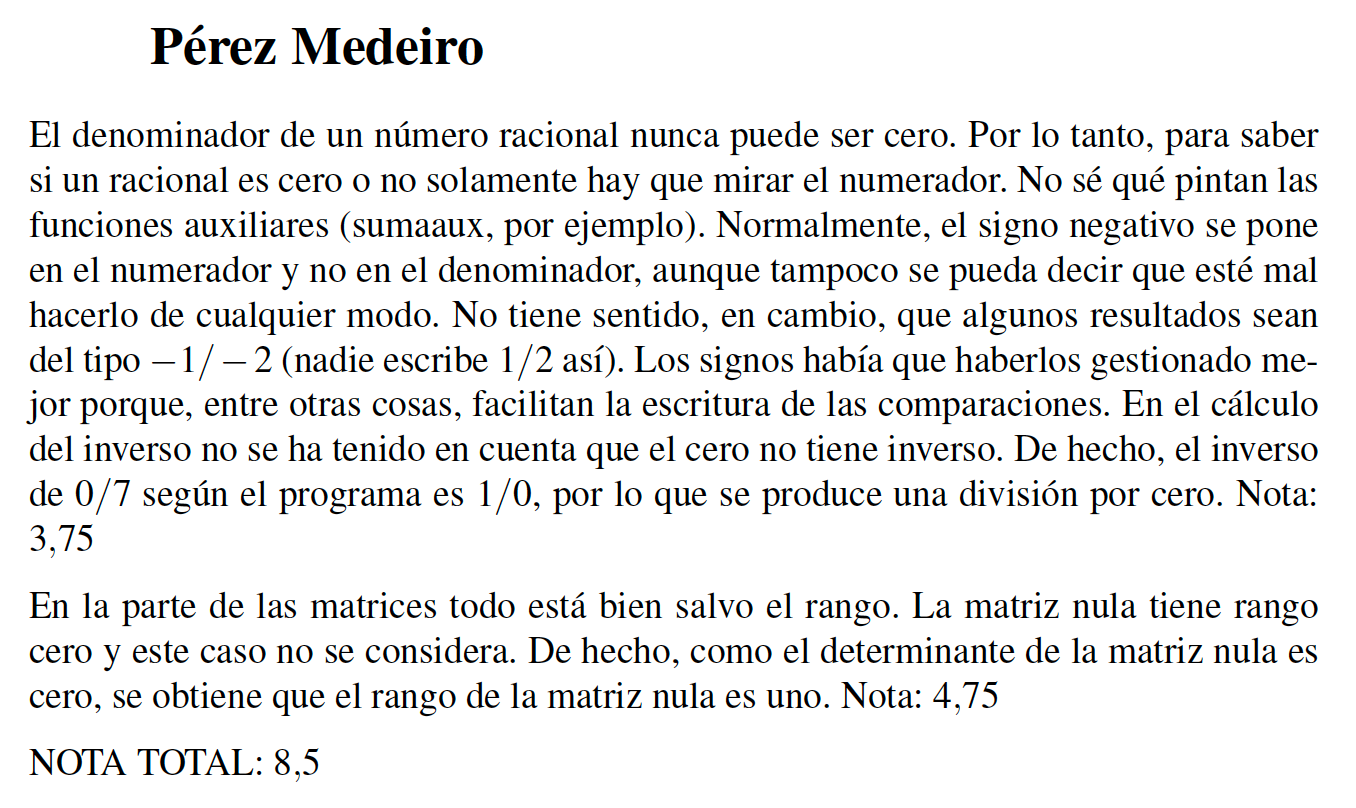 Pérez Medeiro
El denominador de un número racional nunca puede ser cero. Por lo tanto, para saber
si un racional es cero o no solamente hay que mirar el numerador. No sé qué pintan las
funciones auxiliares (sumaaux, por ejemplo). Normalmente, el signo negativo se pone
en el numerador y no en el denominador, aunque tampoco se pueda decir que esté mal
hacerlo de cualquier modo. No tiene sentido, en cambio, que algunos resultados sean
del tipo −1/−2 (nadie escribe 1/2 así). Los signos había que haberlos gestionado me-
jor porque, entre otras cosas, facilitan la escritura de las comparaciones. En el cálculo
del inverso no se ha tenido en cuenta que el cero no tiene inverso. De hecho, el inverso
de 0/7 según el programa es 1/0, por lo que se produce una división por cero. Nota:
3,75
En la parte de las matrices todo está bien salvo el rango. La matriz nula tiene rango
cero y este caso no se considera. De hecho, como el determinante de la matriz nula es
cero, se obtiene que el rango de la matriz nula es uno. Nota: 4,75
NOTA TOTAL: 8,5